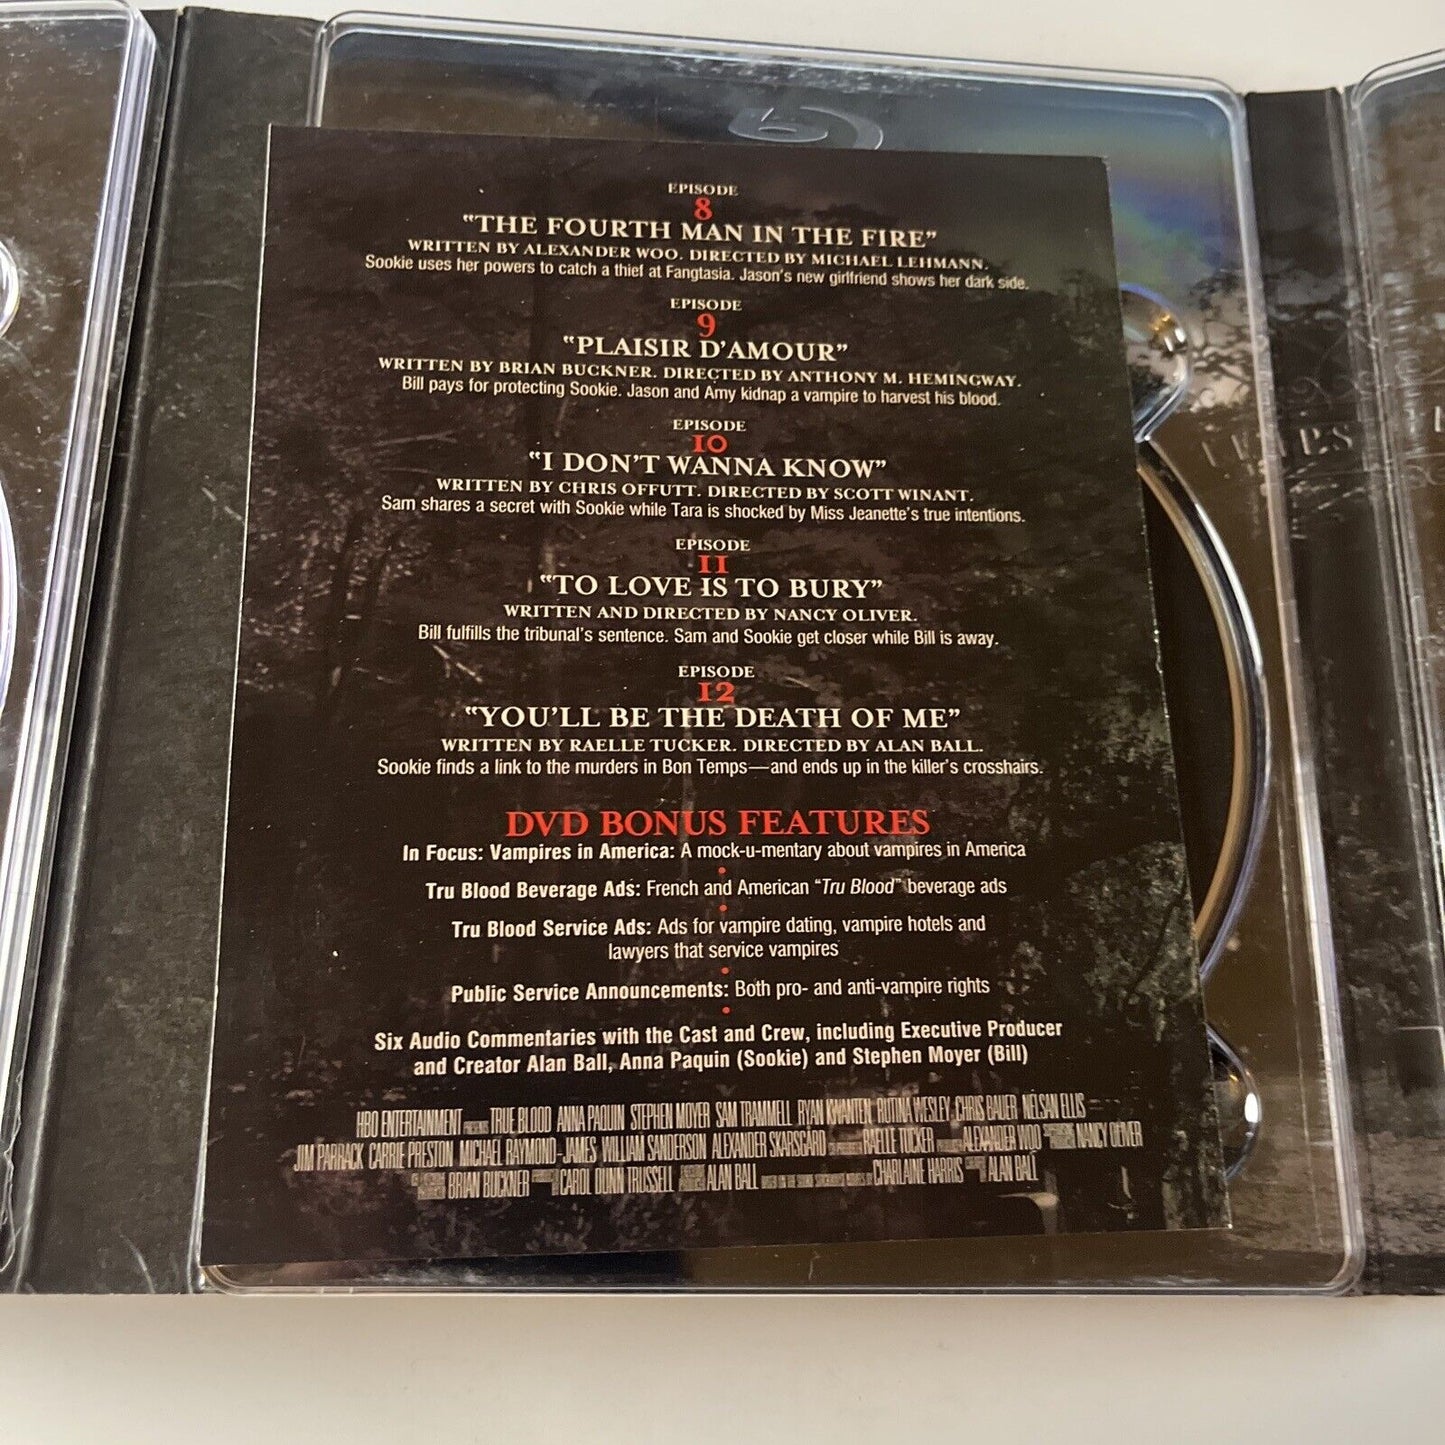 EPISODE
8
“THE FOURTH MAN IN THE FIRE”
WRITTEN BY ALEXANDER WOO. DIRECTED BY MICHAEL LEHMANN.
Sookie uses her powers to catch a thief at Fangtasia. Jason's new girlfriend shows her dark side.
EPISODE
9
“PLAISIR D’AMOUR”
WRITTEN BY BRIAN BUCKNER. DIRECTED BY ANTHONY M. HEMINGWAY.
Bill pays for protecting Sookie. Jason and Amy kidnap a vampire to harvest his blood.
EPISODE
10
“I DON’T WANNA KNOW”
WRITTEN BY CHRIS OFFUTT. DIRECTED BY SCOTT WINANT.
Sam shares a secret with Sookie while Tara is shocked by Miss Jeanette's true intentions.
EPISODE
11
“TO LOVE IS TO BURY”
WRITTEN AND DIRECTED BY NANCY OLIVER.
Bill fulfills the tribunal's sentence. Sam and Sookie get closer while Bill is away.
EPISODE
12
“YOU’LL BE THE DEATH OF ME”
WRITTEN BY RAELLE TUCKER. DIRECTED BY ALAN BALL.
Sookie finds a link to the murders in Bon Temps—and ends up in the killer's crosshairs.
DVD BONUS FEATURES
In Focus: Vampires in America: A mock-u-mentary about vampires in America
Tru Blood Beverage Ads: French and American “Tru Blood” beverage ads
Tru Blood Service Ads: Ads for vampire dating, vampire hotels and
lawyers that service vampires
Public Service Announcements: Both pro- and anti-vampire rights
Six Audio Commentaries with the Cast and Crew, including Executive Producer
and Creator Alan Ball, Anna Paquin (Sookie) and Stephen Moyer (Bill)
HBO ENTERTAINMENT PRESENTS TRUE BLOOD ANNA PAQUIN STEPHEN MOYER SAM TRAMMELL RYAN KWANTEN RUTINA WESLEY CHRIS BAUER NELSAN ELLIS
JIM PARRACK CARRIE PRESTON MICHAEL RAYMOND-JAMES WILLIAM SANDERSON ALEXANDER SKARSGÅRD RAELLE TUCKER ALEXANDER WOO NANCY OLIVER
BRIAN BUCKNER CAROL DUNN TRUSSELL ALAN BALL CHARLAINE HARRIS ALAN BALL